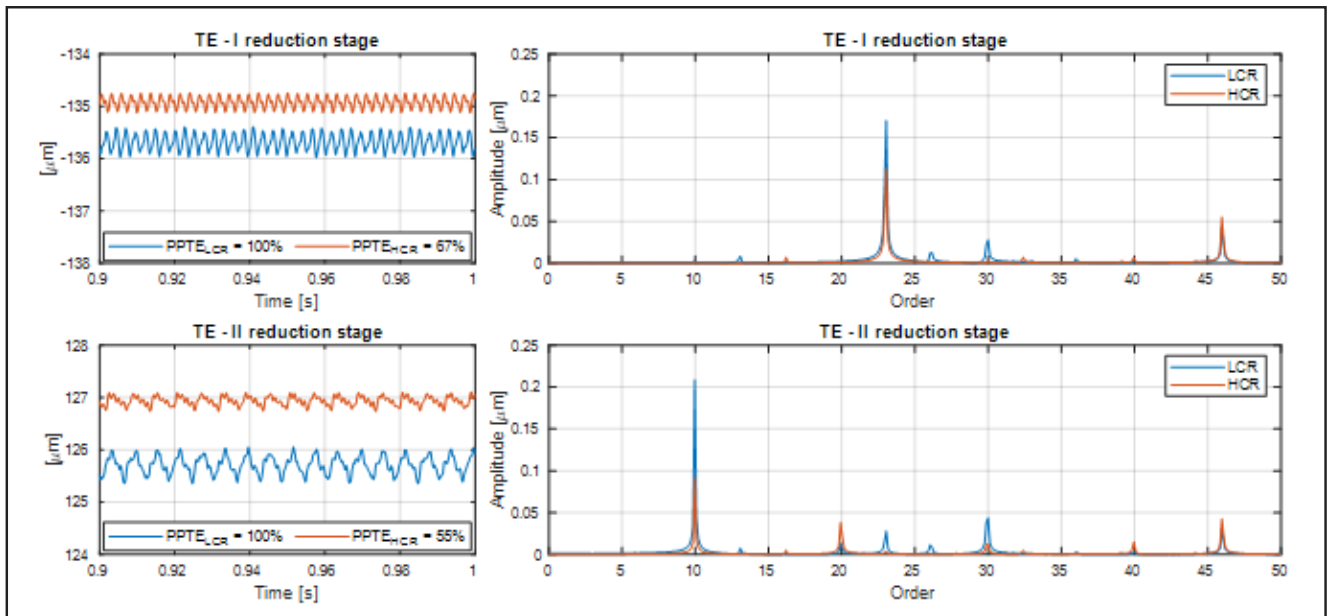 TE - I reduction stage
-134
-135
-136
-137
-138
[μm]
PPTE_LCR = 100% PPTE_HCR = 67%
0.9 0.92 0.94 0.96 0.98 1
Time [s]
TE - I reduction stage
0.25
0.2
0.15
0.1
0.05
0
Amplitude [μm]
LCR
HCR
0 5 10 15 20 25 30 35 40 45 50
Order
TE - II reduction stage
128
127
126
125
124
[μm]
PPTE_LCR = 100% PPTE_HCR = 55%
0.9 0.92 0.94 0.96 0.98 1
Time [s]
TE - II reduction stage
0.25
0.2
0.15
0.1
0.05
0
Amplitude [μm]
LCR
HCR
0 5 10 15 20 25 30 35 40 45 50
Order